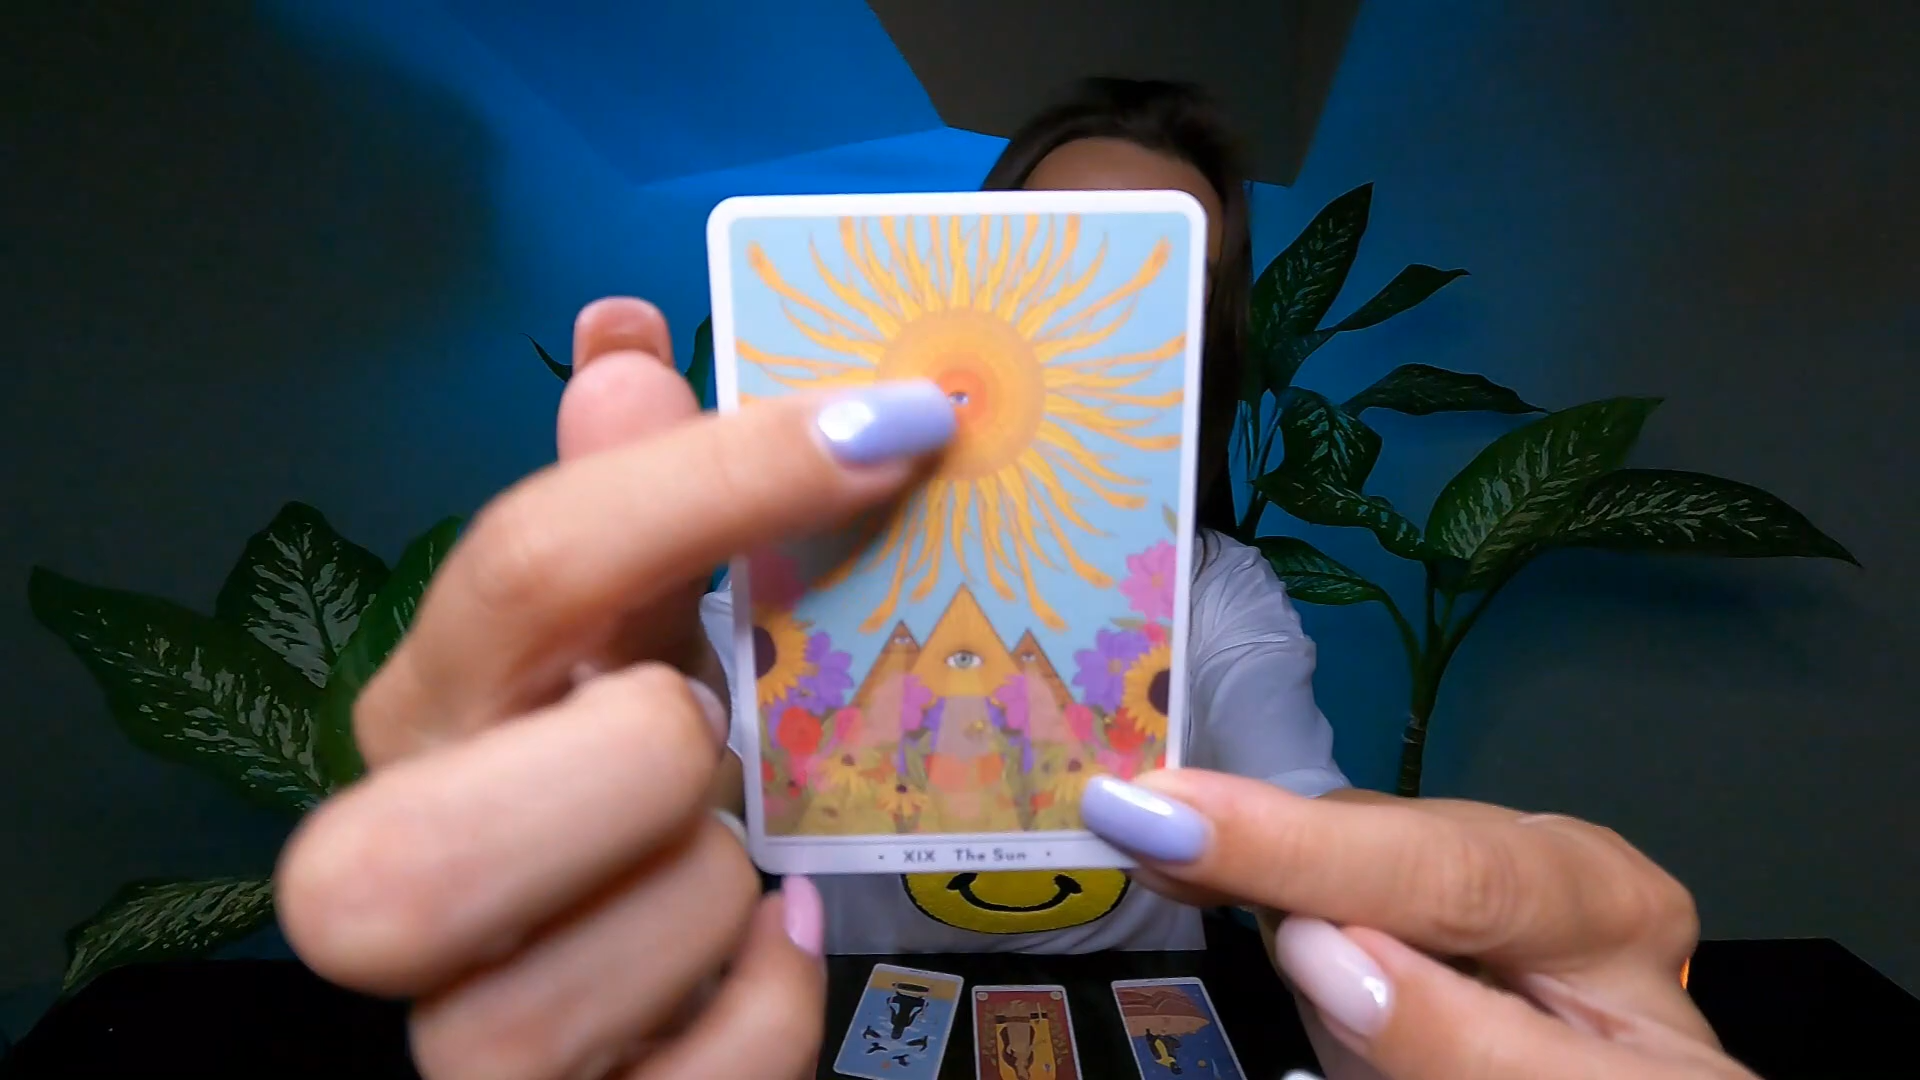 • XIX The Sun •